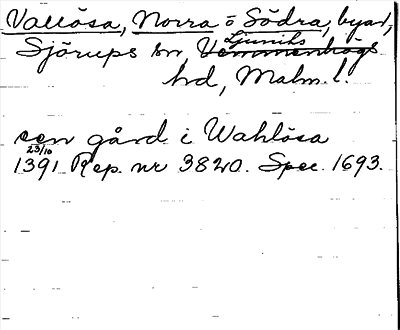 Vallösa, Norra o Södra, byar,
Sjörups sn Vemmenhögs Ljunits
hd, Malm. l.
een gård i Wahlösa
23/10
1391 Rep. nr 3820. Spec. 1693.